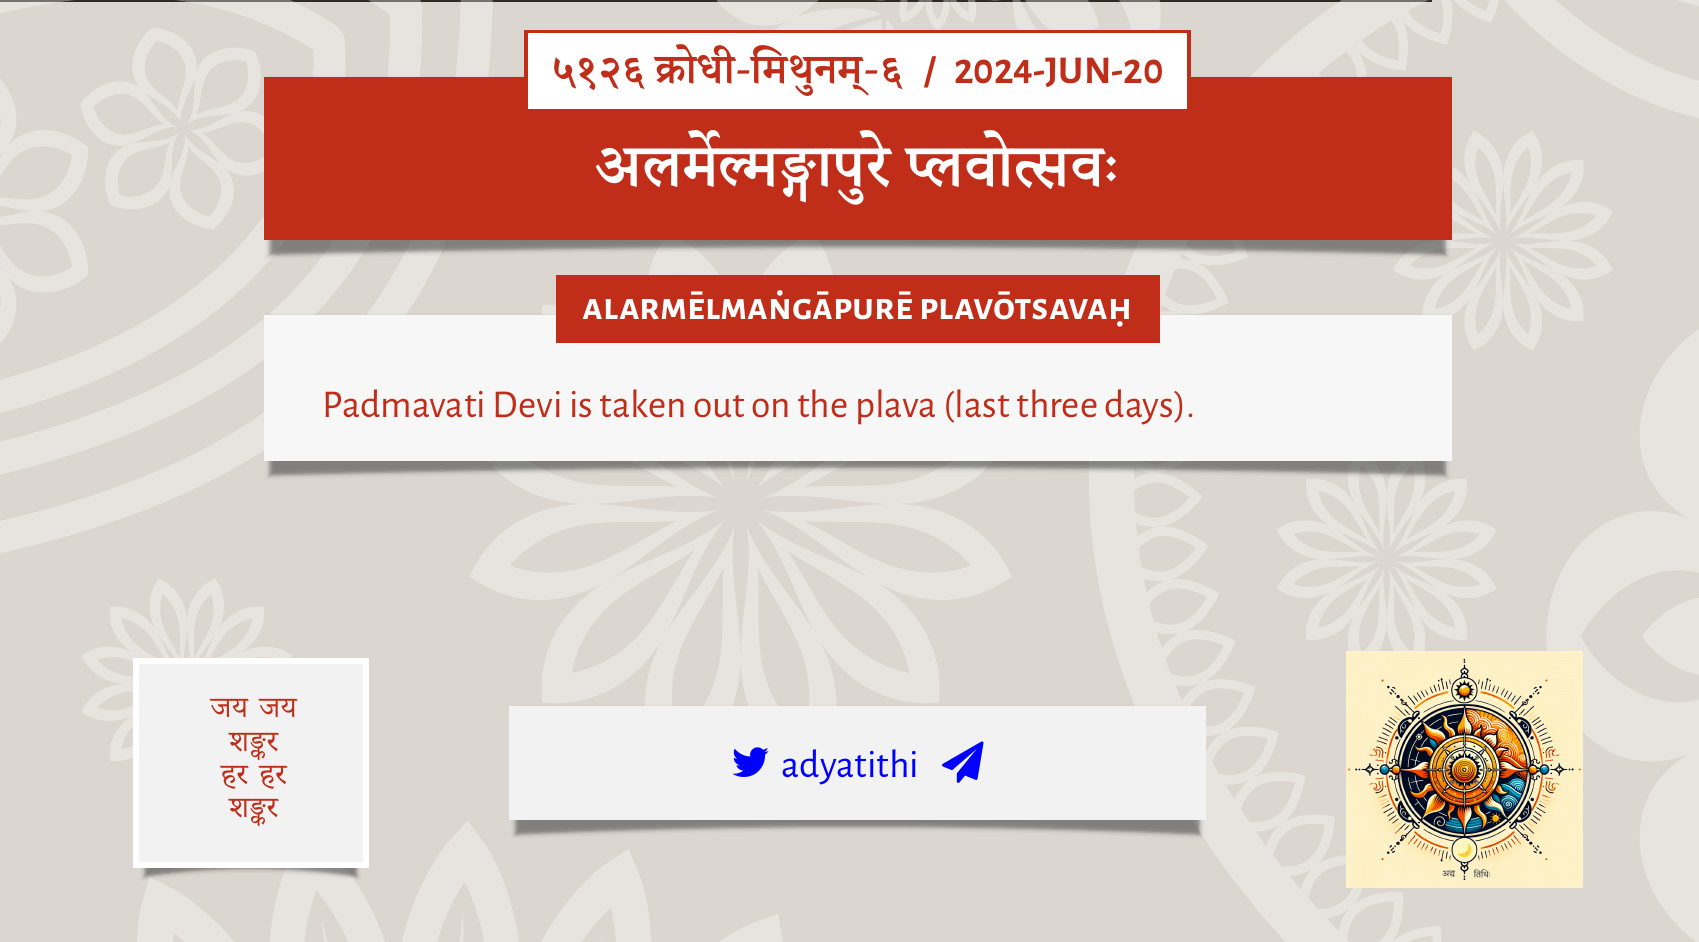 ५१२६ क्रोधी-मिथुनम्-६ / 2024-JUN-20
अलर्मेल्मङ्गापुरे प्लवोत्सवः
ALARMĒLMAṄGĀPURĒ PLAVŌTSAVAḤ
Padmavati Devi is taken out on the plava (last three days).
जय जय
शङ्कर
हर हर
शङ्कर
adyatithi
अद्य तिथिः